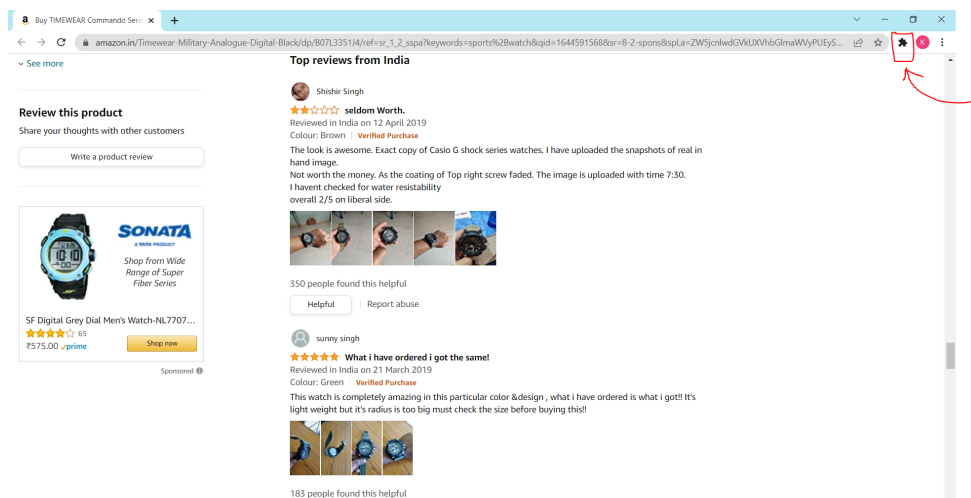 Buy TIMEWEAR Commando Serie
amazon.in/Timewear-Military-Analogue-Digital-Black/dp/B07L3351J4/ref=sr_1_2_sspa?keywords=sports%2Bwatch&qid=1644591568&sr=8-2-spons&spLa=ZW5jcnlwdGVkUXVhbGlmaWVyPUEyS...
K
See more
Review this product
Share your thoughts with other customers
Write a product review
SONATA
A TATA PRODUCT
Shop from Wide
Range of Super
Fiber Series
SF Digital Grey Dial Men's Watch-NL7707...
65
₹575.00 prime
Shop now
Sponsored
Top reviews from India
Shishir Singh
seldom Worth.
Reviewed in India on 12 April 2019
Colour: Brown | Verified Purchase
The look is awesome. Exact copy of Casio G shock series watches. I have uploaded the snapshots of real in
hand image.
Not worth the money. As the coating of Top right screw faded. The image is uploaded with time 7:30.
I havent checked for water resistability
overall 2/5 on liberal side.
350 people found this helpful
Helpful | Report abuse
sunny singh
What i have ordered i got the same!
Reviewed in India on 21 March 2019
Colour: Green | Verified Purchase
This watch is completely amazing in this particular color &design , what i have ordered is what i got!! It's
light weight but it's radius is too big must check the size before buying this!!
183 people found this helpful